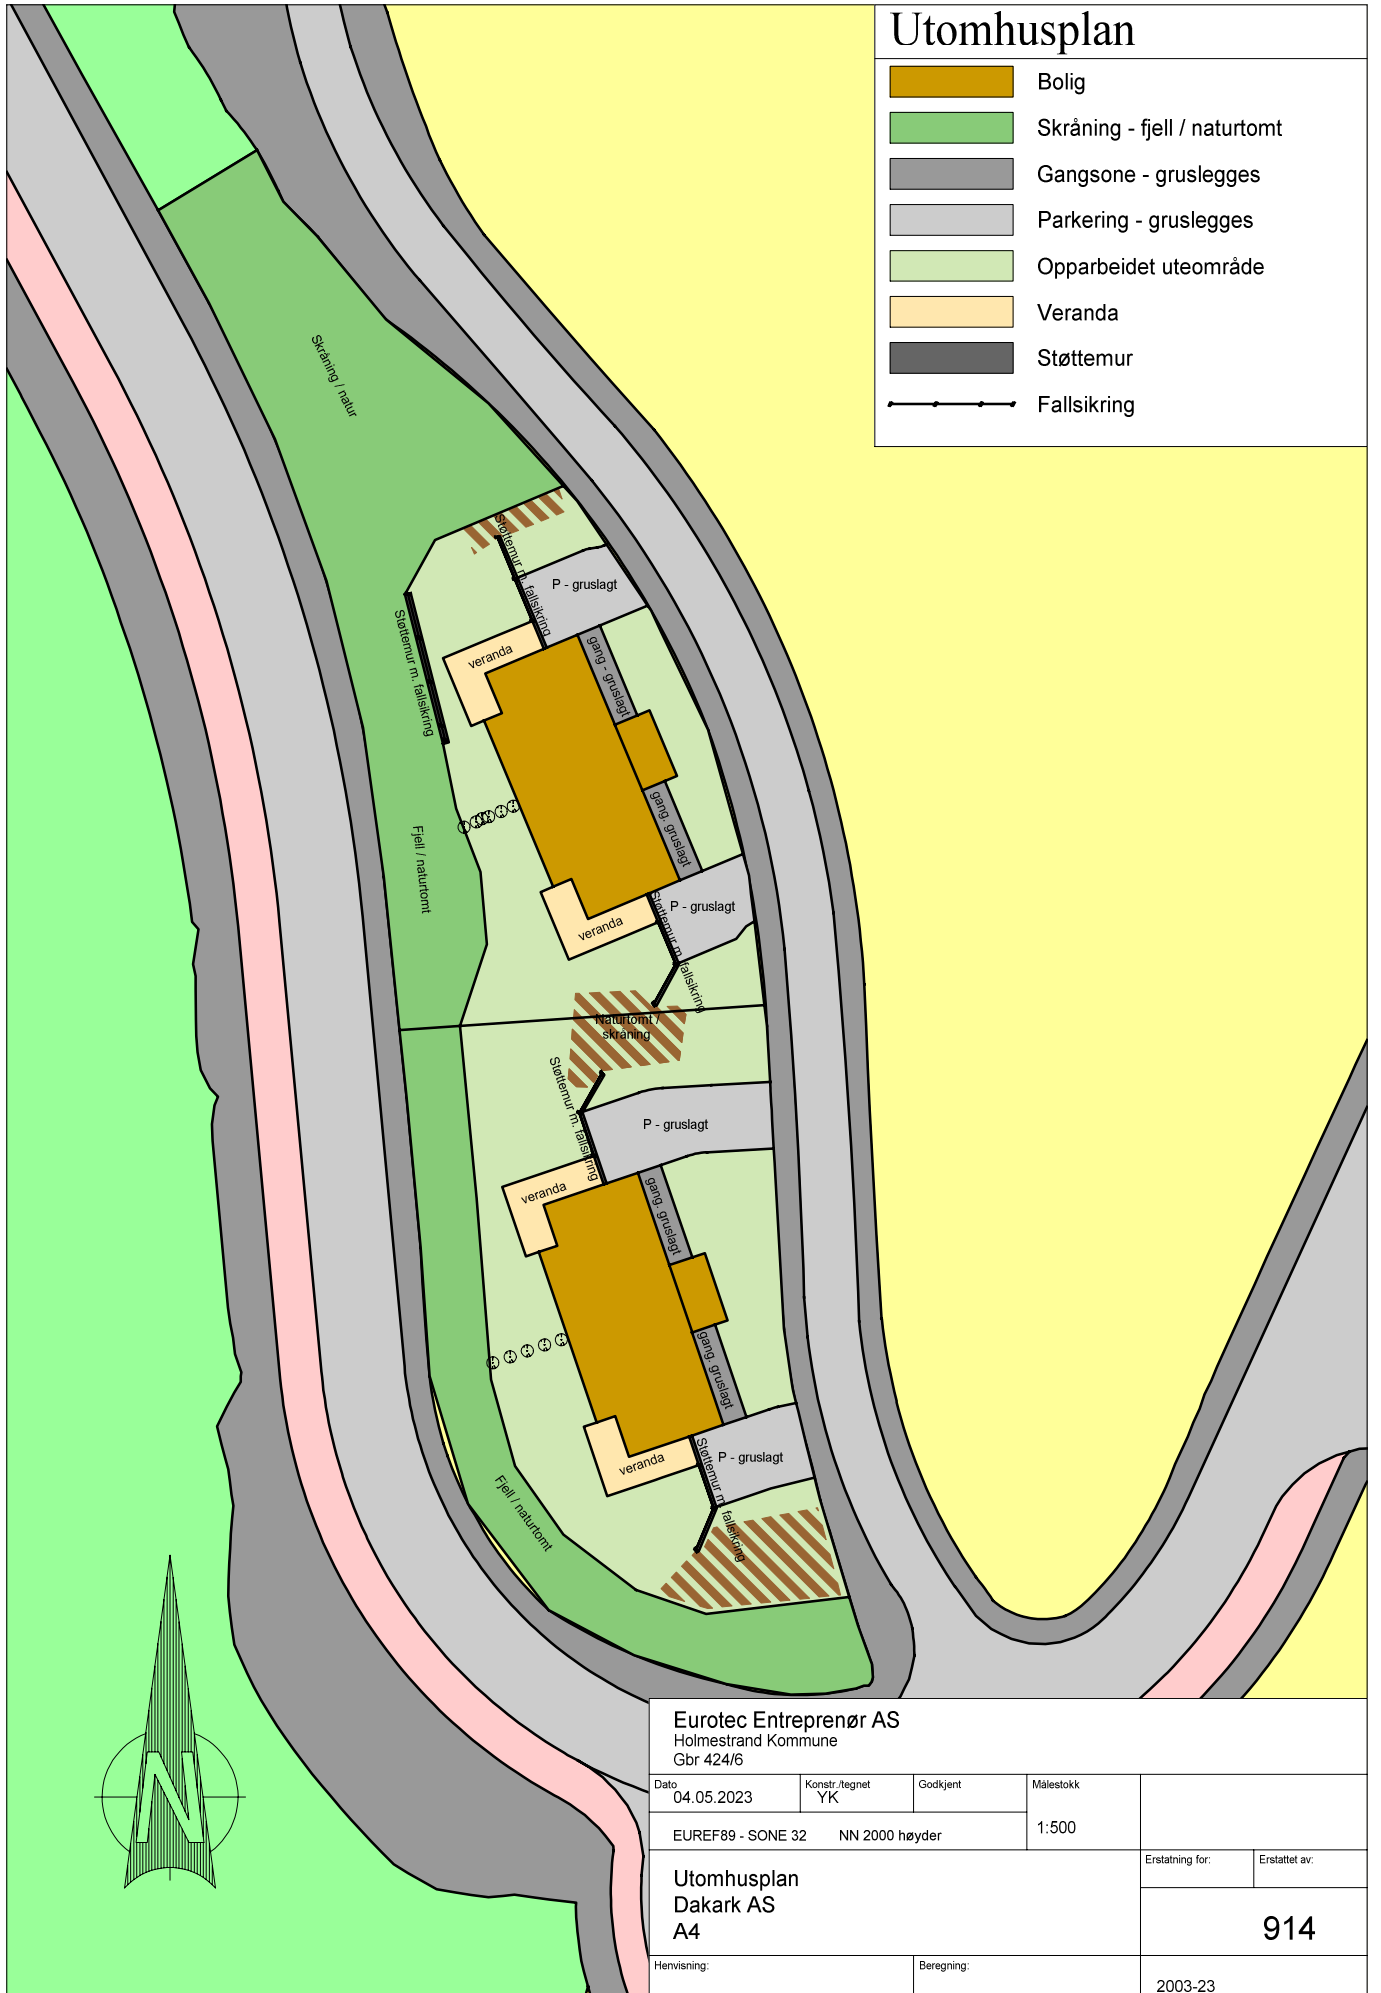 Utomhusplan
Bolig
Skråning - fjell / naturtomt
Gangsone - gruslegges
Parkering - gruslegges
Opparbeidet uteområde
Veranda
Støttemur
Fallsikring
Skråning / natur
Støttemur m. fallsikring
P - gruslagt
Støttemur m. fallsikring
veranda
gang - gruslagt
Fjell / naturtomt
gang. gruslagt
veranda
Støttemur m. fallsikring
P - gruslagt
Naturtomt /
skråning
Støttemur m. fallsikring
P - gruslagt
veranda
gang. gruslagt
gang. gruslagt
veranda
Støttemur m. fallsikring
P - gruslagt
Fjell / naturtomt
N
Eurotec Entreprenør AS
Holmestrand Kommune
Gbr 424/6
Dato
04.05.2023
Konstr./tegnet
YK
Godkjent
Målestokk
1:500
EUREF89 - SONE 32 NN 2000 høyder
Utomhusplan
Dakark AS
A4
Erstatning for:
Erstattet av:
914
Henvisning:
Beregning:
2003-23